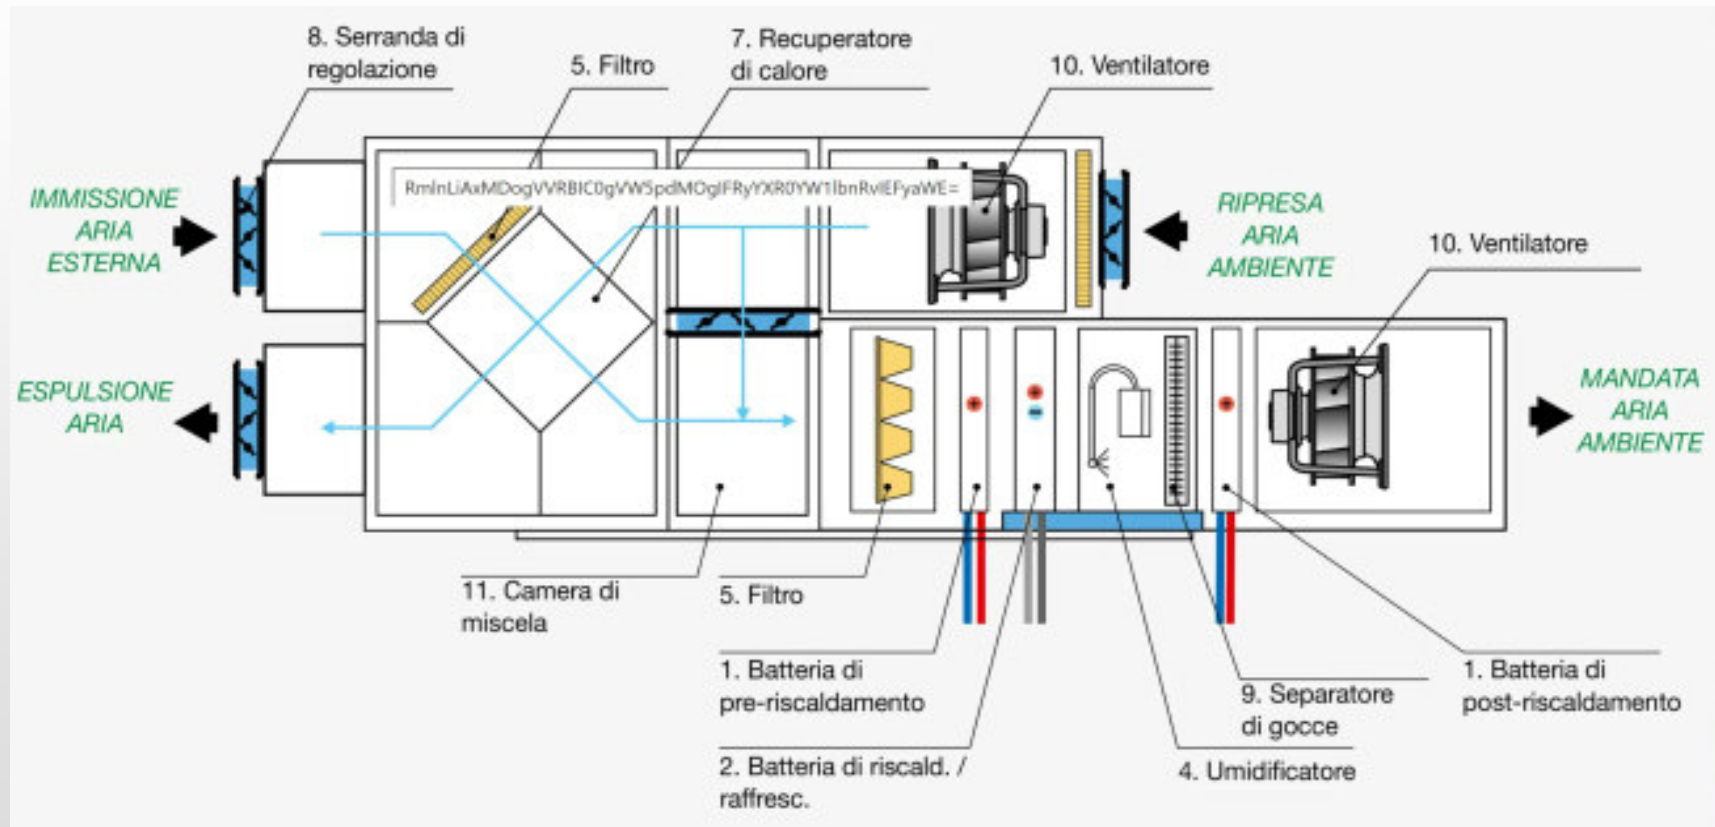 8. Serranda di
regolazione
5. Filtro
7. Recuperatore
di calore
10. Ventilatore
RmlnLiAxMDogVVRBIC0gVW5pdMOgIFRyYXR0YW1lbnRvIEFyaWE=
IMMISSIONE
ARIA
ESTERNA
RIPRESA
ARIA
AMBIENTE
10. Ventilatore
ESPULSIONE
ARIA
MANDATA
ARIA
AMBIENTE
11. Camera di
miscela
5. Filtro
1. Batteria di
pre-riscaldamento
2. Batteria di riscald. /
raffresc.
9. Separatore
di gocce
4. Umidificatore
1. Batteria di
post-riscaldamento